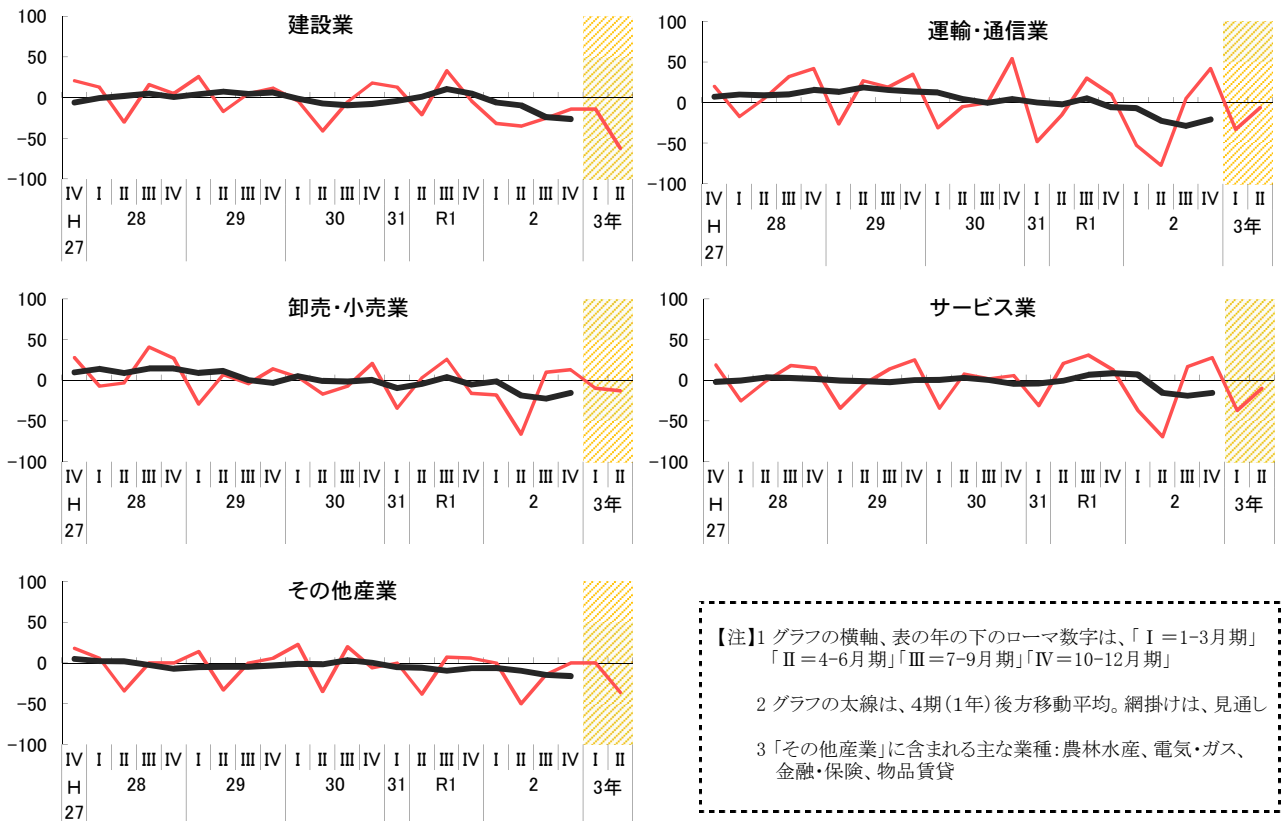 建設業
100
50
0
−50
−100
Ⅳ Ⅰ Ⅱ Ⅲ Ⅳ Ⅰ Ⅱ Ⅲ Ⅳ Ⅰ Ⅱ Ⅲ Ⅳ Ⅰ Ⅱ Ⅲ Ⅳ Ⅰ Ⅱ Ⅲ Ⅳ Ⅰ Ⅱ
H 28 29 30 31 R1 2 3年
27
運輸・通信業
100
50
0
−50
−100
Ⅳ Ⅰ Ⅱ Ⅲ Ⅳ Ⅰ Ⅱ Ⅲ Ⅳ Ⅰ Ⅱ Ⅲ Ⅳ Ⅰ Ⅱ Ⅲ Ⅳ Ⅰ Ⅱ Ⅲ Ⅳ Ⅰ Ⅱ
H 28 29 30 31 R1 2 3年
27
卸売・小売業
100
50
0
−50
−100
Ⅳ Ⅰ Ⅱ Ⅲ Ⅳ Ⅰ Ⅱ Ⅲ Ⅳ Ⅰ Ⅱ Ⅲ Ⅳ Ⅰ Ⅱ Ⅲ Ⅳ Ⅰ Ⅱ Ⅲ Ⅳ Ⅰ Ⅱ
H 28 29 30 31 R1 2 3年
27
サービス業
100
50
0
−50
−100
Ⅳ Ⅰ Ⅱ Ⅲ Ⅳ Ⅰ Ⅱ Ⅲ Ⅳ Ⅰ Ⅱ Ⅲ Ⅳ Ⅰ Ⅱ Ⅲ Ⅳ Ⅰ Ⅱ Ⅲ Ⅳ Ⅰ Ⅱ
H 28 29 30 31 R1 2 3年
27
その他産業
100
50
0
−50
−100
Ⅳ Ⅰ Ⅱ Ⅲ Ⅳ Ⅰ Ⅱ Ⅲ Ⅳ Ⅰ Ⅱ Ⅲ Ⅳ Ⅰ Ⅱ Ⅲ Ⅳ Ⅰ Ⅱ Ⅲ Ⅳ Ⅰ Ⅱ
H 28 29 30 31 R1 2 3年
27
【注】1 グラフの横軸、表の年の下のローマ数字は、「Ⅰ=1-3月期」
「Ⅱ=4-6月期」「Ⅲ=7-9月期」「Ⅳ=10-12月期」
2 グラフの太線は、4期(1年)後方移動平均。網掛けは、見通し
3 「その他産業」に含まれる主な業種:農林水産、電気・ガス、
金融・保険、物品賃貸